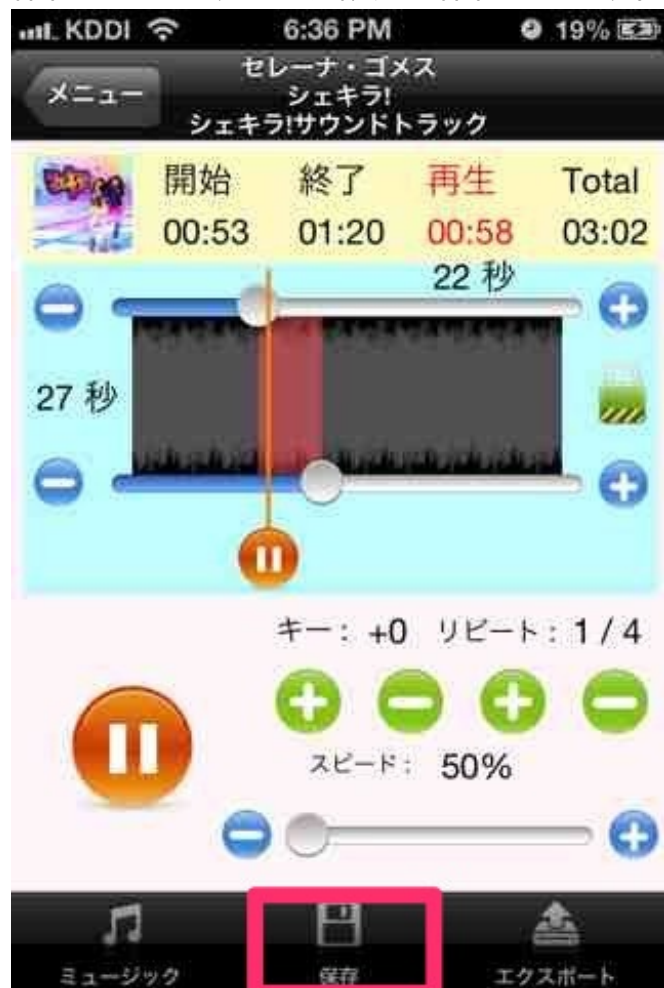 KDDI 6:36 PM 19%
メニュー
セレーナ・ゴメス
シェキラ!
シェキラ!サウンドトラック
開始 終了 再生 Total
00:53 01:20 00:58 03:02
22 秒
27 秒
キー: +0 リピート: 1 / 4
スピード: 50%
ミュージック 保存 エクスポート